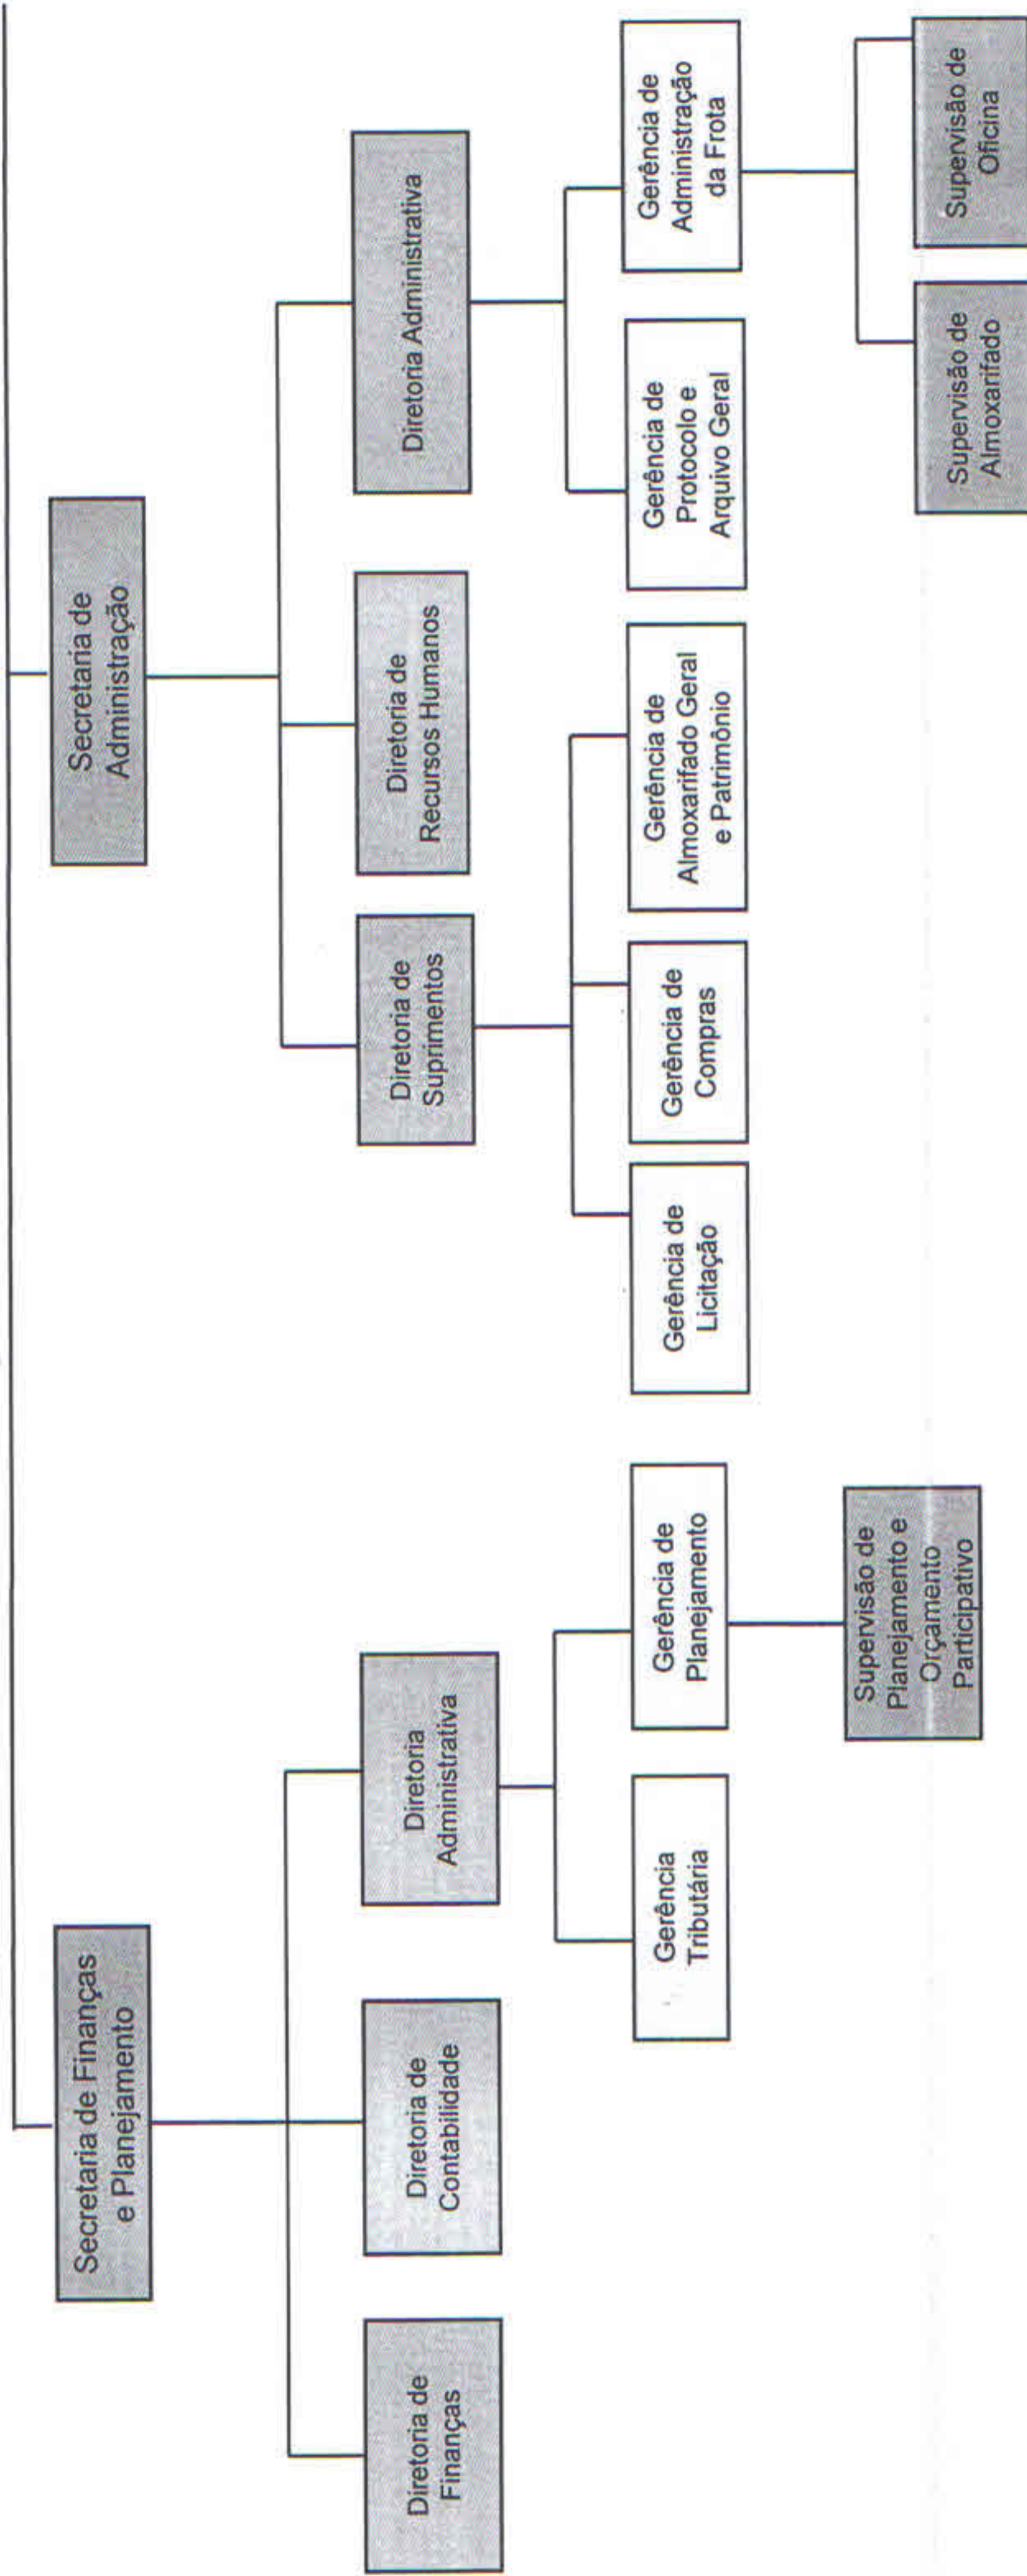 Secretaria de Finanças
e Planejamento
Secretaria de
Administração
Diretoria de
Finanças
Diretoria de
Contabilidade
Diretoria
Administrativa
Diretoria de
Suprimentos
Diretoria de
Recursos Humanos
Diretoria Administrativa
Gerência
Tributária
Gerência de
Planejamento
Gerência de
Licitação
Gerência de
Compras
Gerência de
Almoxarifado Geral
e Patrimônio
Gerência de
Protocolo e
Arquivo Geral
Gerência de
Administração
da Frota
Supervisão de
Planejamento e
Orçamento
Participativo
Supervisão de
Almoxarifado
Supervisão de
Oficina